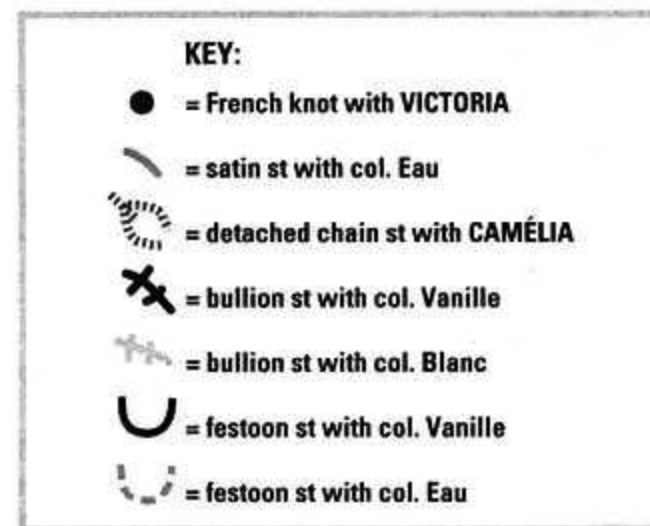 KEY:
= French knot with VICTORIA
= satin st with col. Eau
= detached chain st with CAMÉLIA
= bullion st with col. Vanille
= bullion st with col. Blanc
= festoon st with col. Vanille
= festoon st with col. Eau